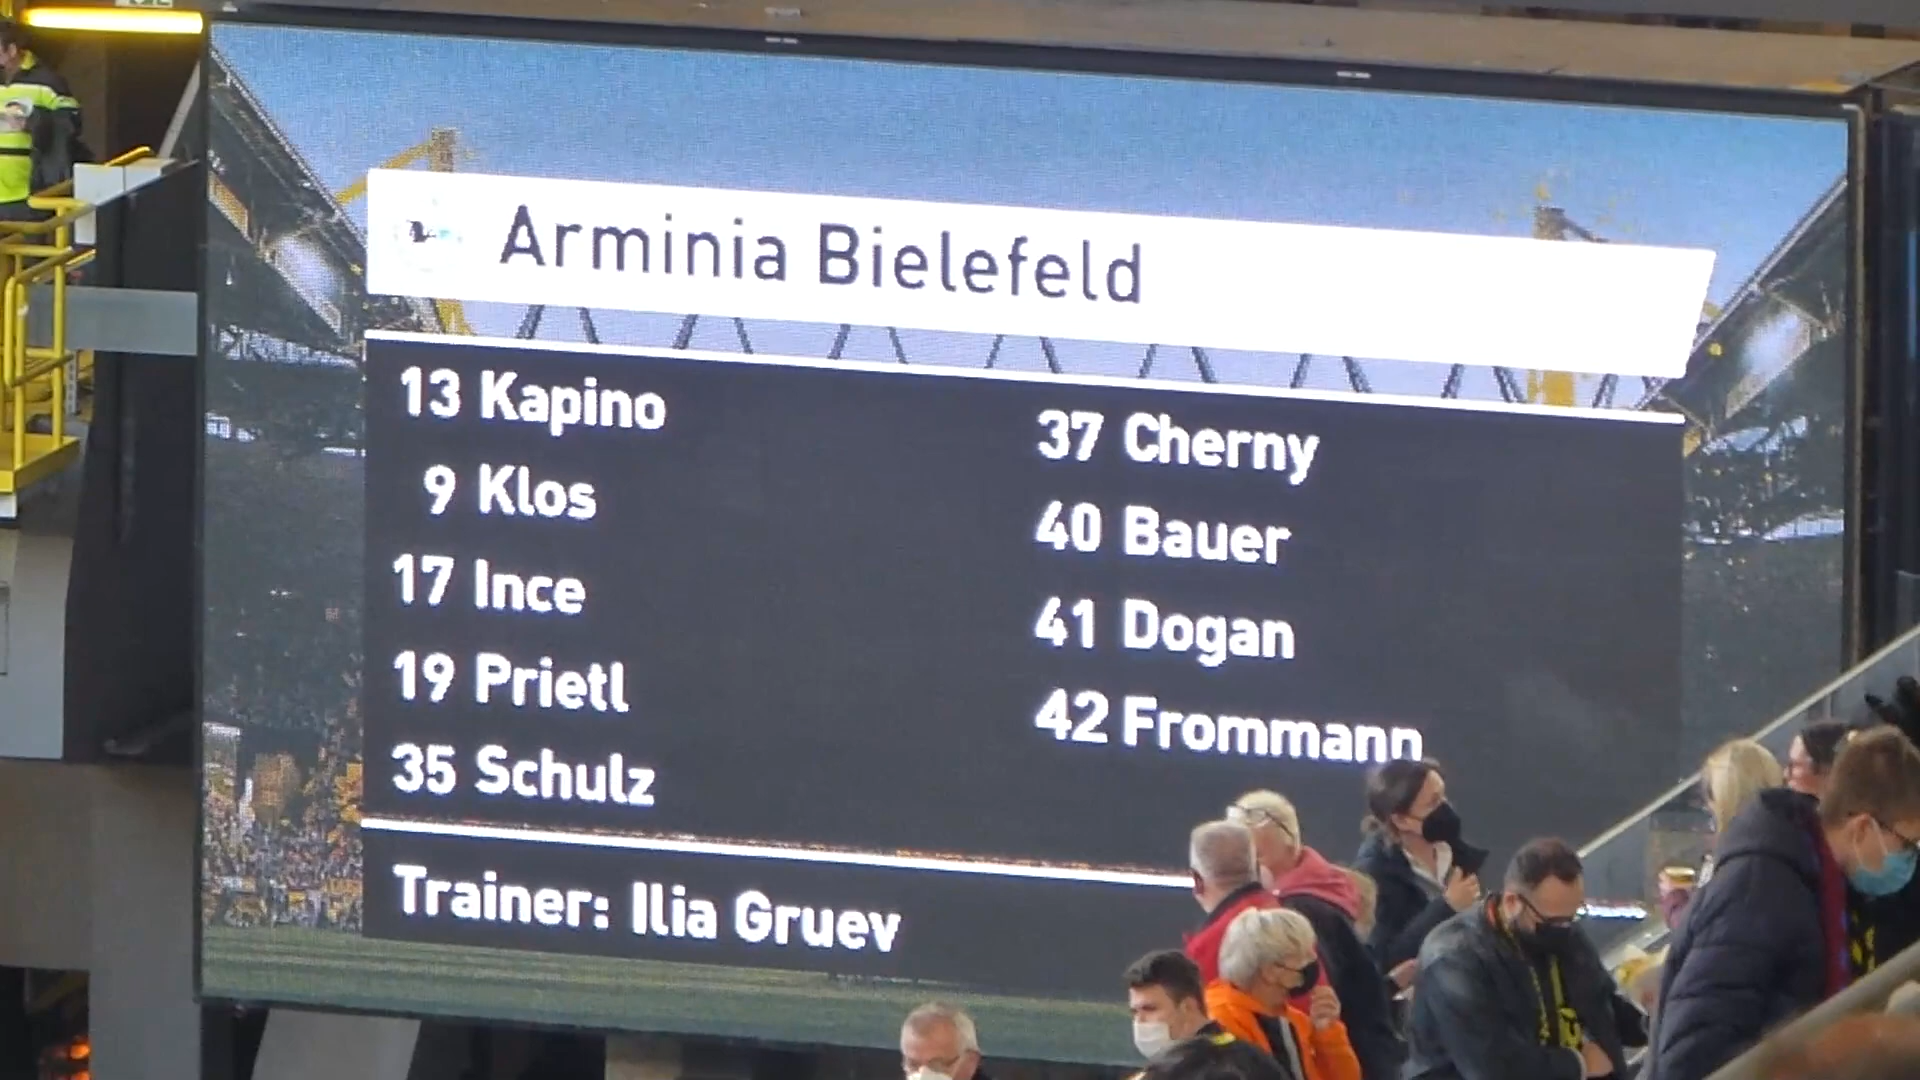 Arminia Bielefeld
13 Kapino
9 Klos
17 Ince
19 Prietl
35 Schulz
37 Cherny
40 Bauer
41 Dogan
42 Frommann
Trainer: Ilia Gruev